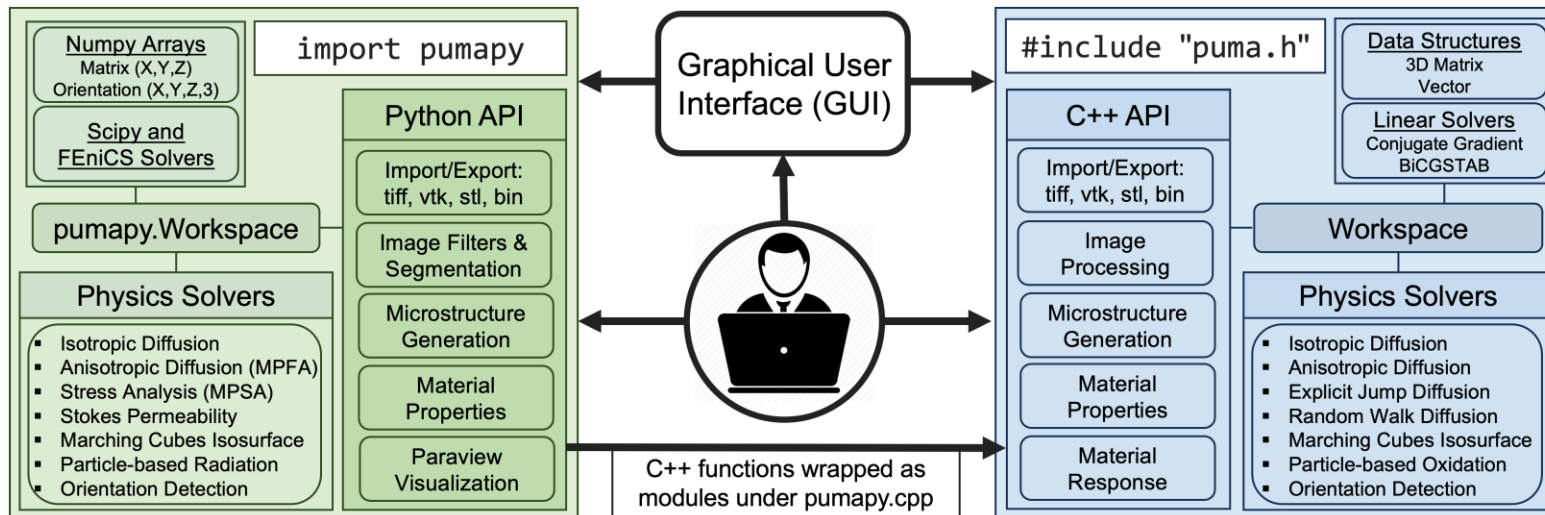 Numpy Arrays
Matrix (X,Y,Z)
Orientation (X,Y,Z,3)
Scipy and
FEniCS Solvers
pumapy.Workspace
Physics Solvers
▪ Isotropic Diffusion
▪ Anisotropic Diffusion (MPFA)
▪ Stress Analysis (MPSA)
▪ Stokes Permeability
▪ Marching Cubes Isosurface
▪ Particle-based Radiation
▪ Orientation Detection
import pumapy
Python API
Import/Export:
tiff, vtk, stl, bin
Image Filters &
Segmentation
Microstructure
Generation
Material
Properties
Paraview
Visualization
Graphical User
Interface (GUI)
C++ functions wrapped as
modules under pumapy.cpp
#include "puma.h"
C++ API
Import/Export:
tiff, vtk, stl, bin
Image
Processing
Microstructure
Generation
Material
Properties
Material
Response
Data Structures
3D Matrix
Vector
Linear Solvers
Conjugate Gradient
BiCGSTAB
Workspace
Physics Solvers
▪ Isotropic Diffusion
▪ Anisotropic Diffusion
▪ Explicit Jump Diffusion
▪ Random Walk Diffusion
▪ Marching Cubes Isosurface
▪ Particle-based Oxidation
▪ Orientation Detection